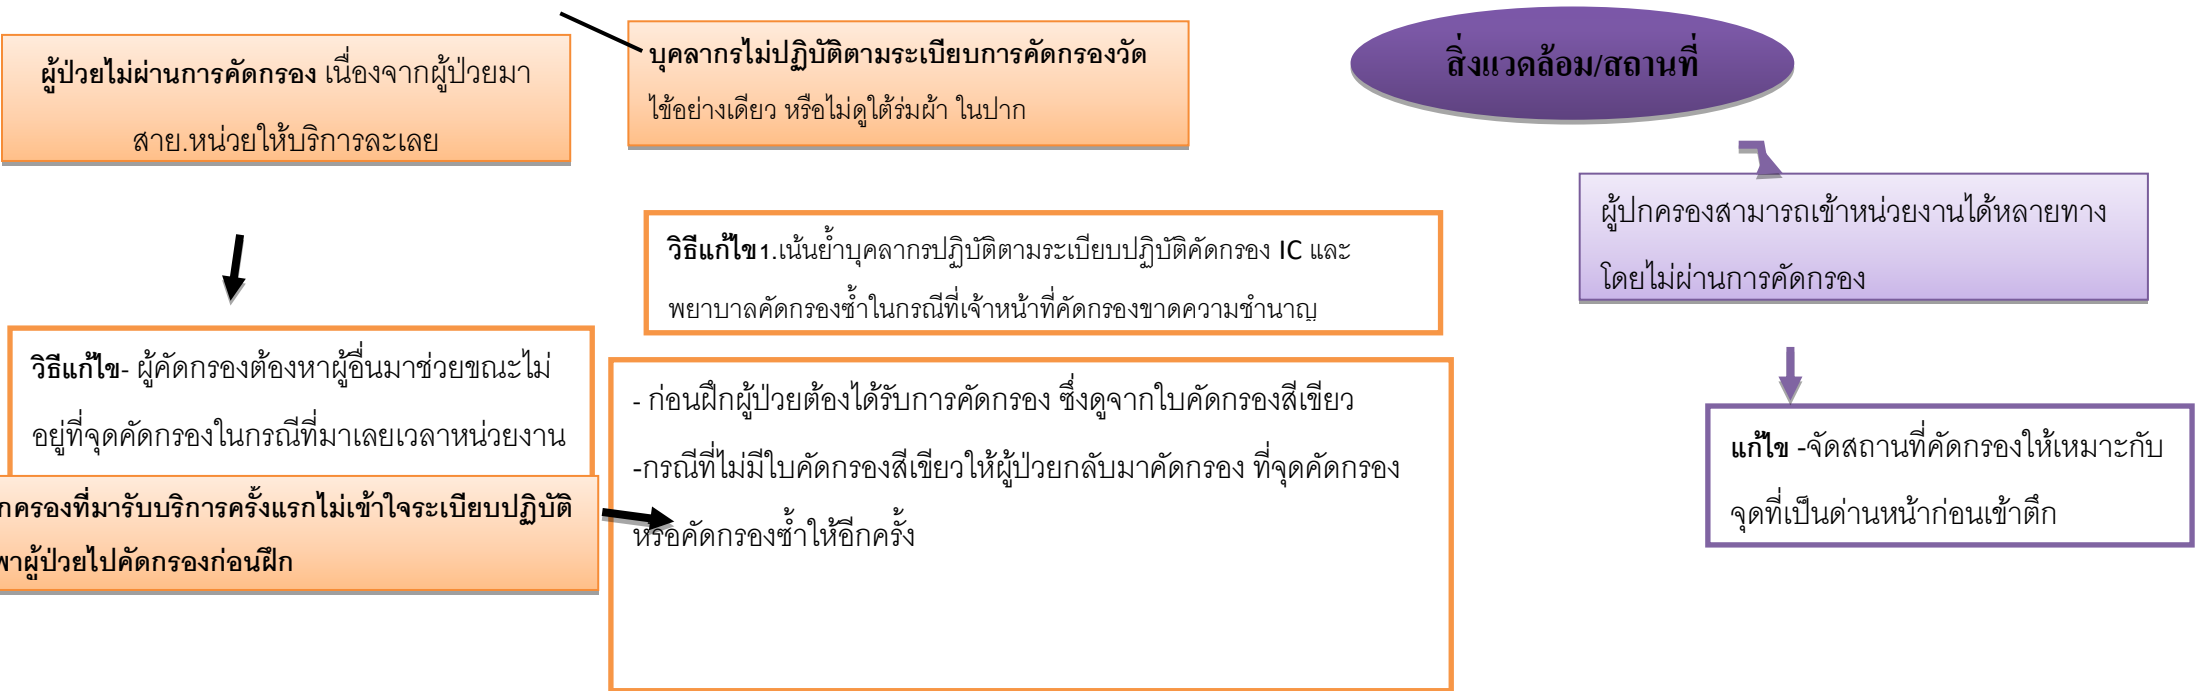 ผู้ป่วยไม่ผ่านการคัดกรอง เนื่องจากผู้ป่วยมา
สาย.หน่วยให้บริการละเลย
บุคลากรไม่ปฏิบัติตามระเบียบการคัดกรองวัด
ไข้อย่างเดียว หรือไม่ดูใต้ร่มผ้า ในปาก
สิ่งแวดล้อม/สถานที่
ผู้ปกครองสามารถเข้าหน่วยงานได้หลายทาง
โดยไม่ผ่านการคัดกรอง
วิธีแก้ไข1.เน้นย้ำบุคลากรปฏิบัติตามระเบียบปฏิบัติคัดกรอง IC และ
พยาบาลคัดกรองซ้ำในกรณีที่เจ้าหน้าที่คัดกรองขาดความชำนาญ
วิธีแก้ไข- ผู้คัดกรองต้องหาผู้อื่นมาช่วยขณะไม่
อยู่ที่จุดคัดกรองในกรณีที่มาเลยเวลาหน่วยงาน
กครองที่มารับบริการครั้งแรกไม่เข้าใจระเบียบปฏิบัติ
พาผู้ป่วยไปคัดกรองก่อนฝึก
- ก่อนฝึกผู้ป่วยต้องได้รับการคัดกรอง ซึ่งดูจากใบคัดกรองสีเขียว
-กรณีที่ไม่มีใบคัดกรองสีเขียวให้ผู้ป่วยกลับมาคัดกรอง ที่จุดคัดกรอง
หรือคัดกรองซ้ำให้อีกครั้ง
แก้ไข -จัดสถานที่คัดกรองให้เหมาะกับ
จุดที่เป็นด่านหน้าก่อนเข้าตึก